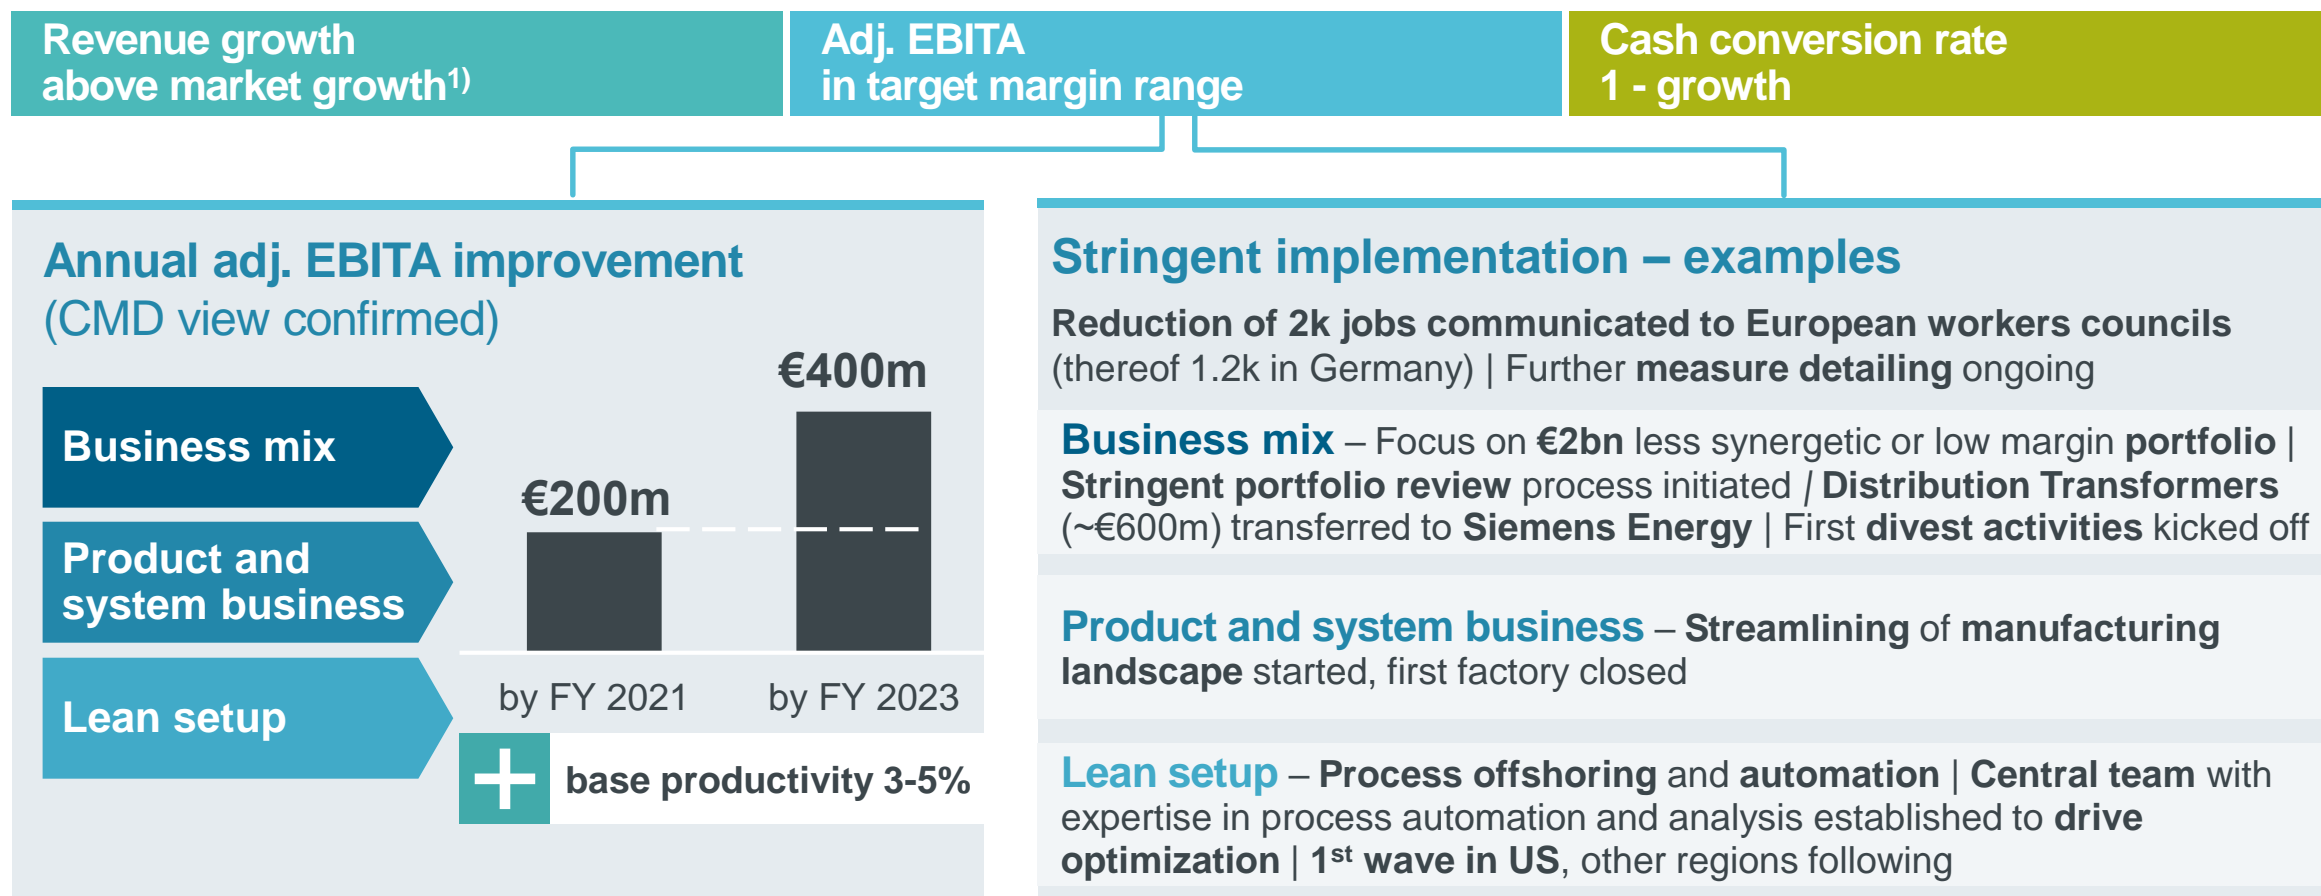 Revenue growth
above market growth1)
Adj. EBITA
in target margin range
Cash conversion rate
1 - growth
Annual adj. EBITA improvement
(CMD view confirmed)
Business mix
Product and
system business
Lean setup
€200m
€400m
by FY 2021
by FY 2023
+ base productivity 3-5%
Stringent implementation – examples
Reduction of 2k jobs communicated to European workers councils
(thereof 1.2k in Germany) | Further measure detailing ongoing
Business mix – Focus on €2bn less synergetic or low margin portfolio |
Stringent portfolio review process initiated / Distribution Transformers
(~€600m) transferred to Siemens Energy | First divest activities kicked off
Product and system business – Streamlining of manufacturing
landscape started, first factory closed
Lean setup – Process offshoring and automation | Central team with
expertise in process automation and analysis established to drive
optimization | 1st wave in US, other regions following